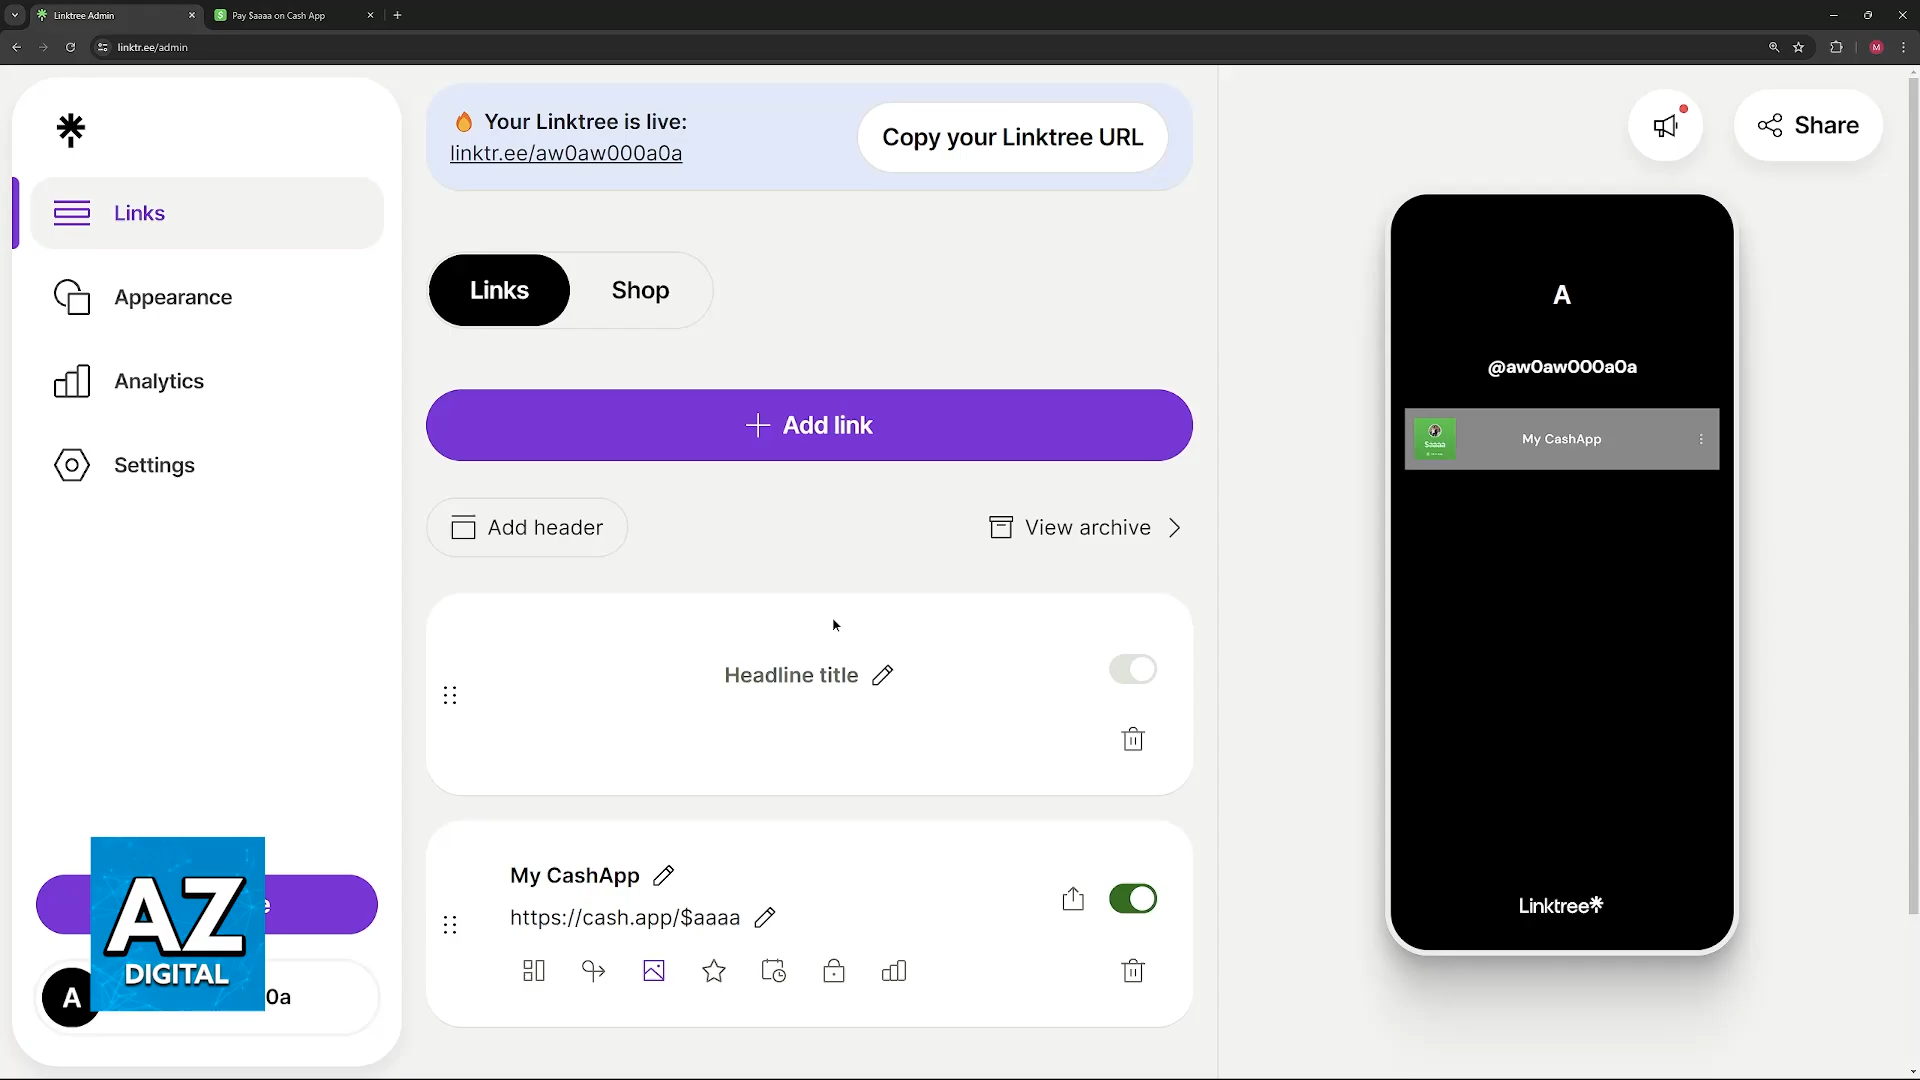 Linktree Admin
Pay $aaaa on Cash App
linktr.ee/admin
M
Your Linktree is live:
linktr.ee/aw0aw000a0a
Copy your Linktree URL
Share
Links
Appearance
Analytics
Settings
Links
Shop
Add link
Add header
View archive
Headline title
My CashApp
https://cash.app/$aaaa
A
@aw0aw000a0a
$aaaa
My CashApp
Linktree
AZ
DIGITAL
e
A
0a